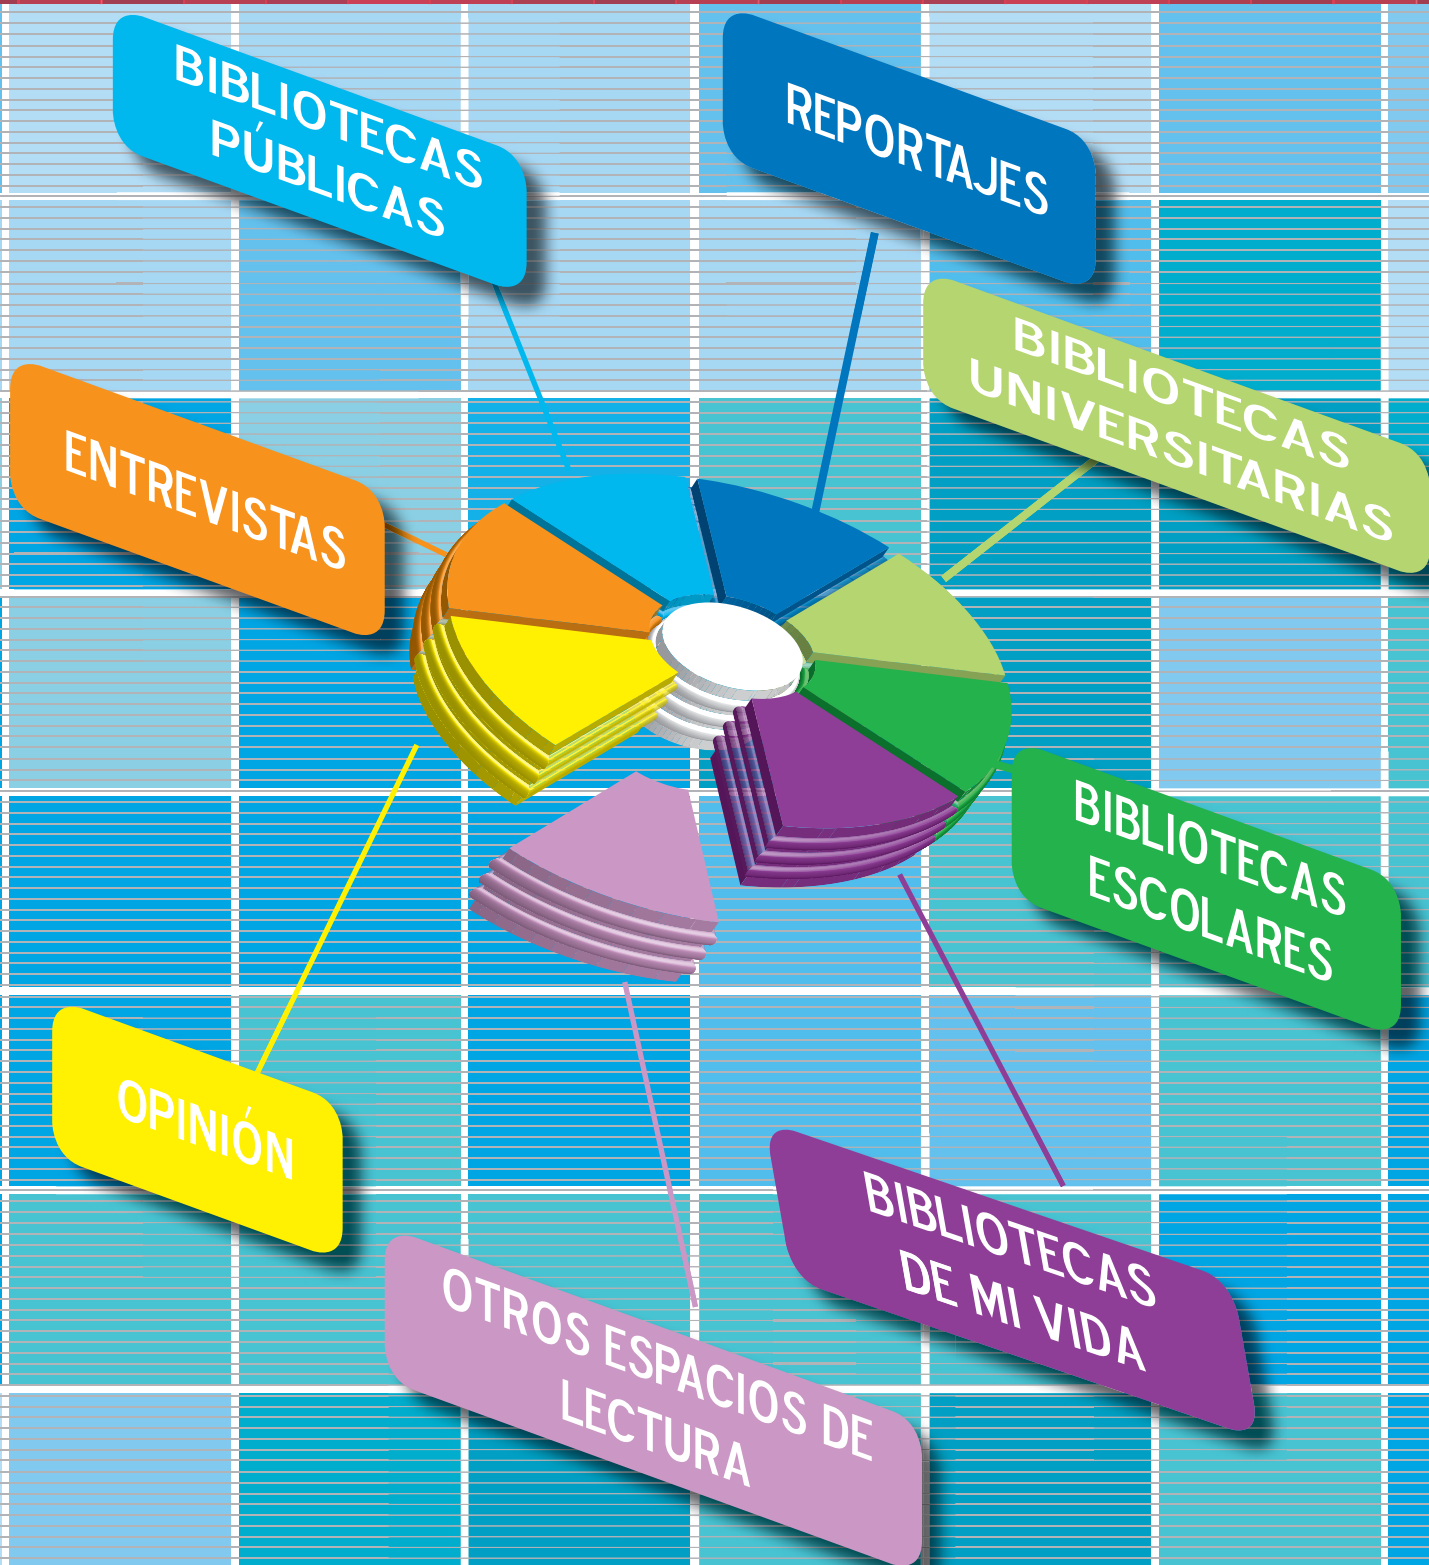 BIBLIOTECAS
PÚBLICAS
REPORTAJES
BIBLIOTECAS
UNIVERSITARIAS
ENTREVISTAS
BIBLIOTECAS
ESCOLARES
OPINIÓN
BIBLIOTECAS
DE MI VIDA
OTROS ESPACIOS DE
LECTURA